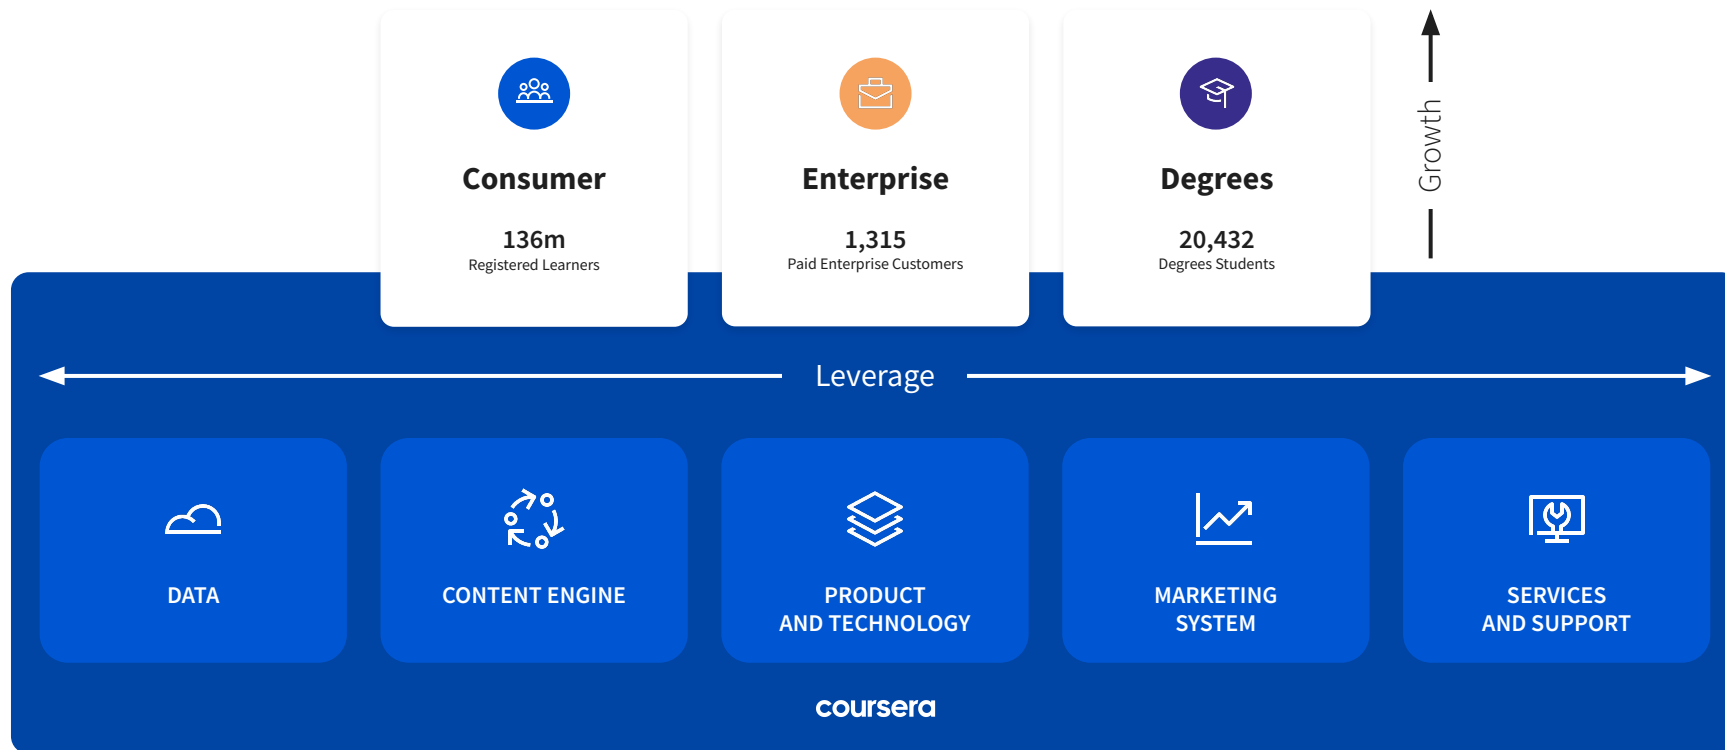 Consumer
136m
Registered Learners
Enterprise
1,315
Paid Enterprise Customers
Degrees
20,432
Degrees Students
Growth
Leverage
DATA
CONTENT ENGINE
PRODUCT
AND TECHNOLOGY
MARKETING
SYSTEM
SERVICES
AND SUPPORT
coursera